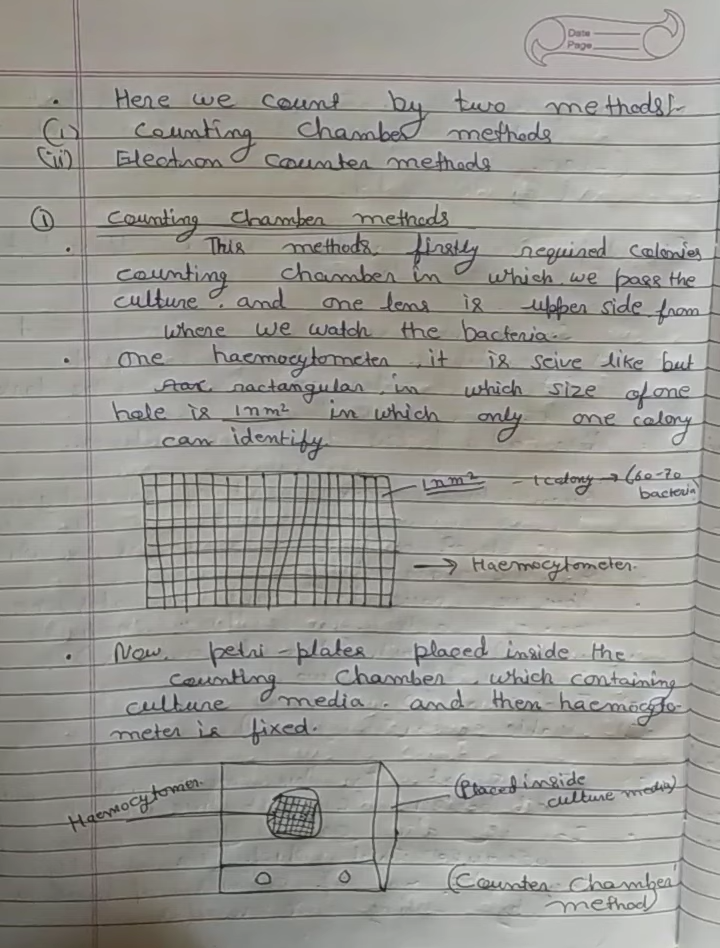 Date
Page
. Here we count by two methods:-
(i) Counting Chamber methods
(ii) Electron Counter methods
① Counting Chamber methods
. This methods, firstly required colonies
counting chamber in which we pass the
culture. and one lens is upper side from
where we watch the bacteria.
. One haemocytometer, it is seive like but
ractangular, in which size of one
hole is 1nm² in which only one colony
can identify.
1nm² - 1 colony → (60-70
bacteria)
→ Haemocytometer.
. Now, petri-plates placed inside the
counting chamber, which containing
culture media. and then haemocyto-
meter is fixed.
Haemocytomer.
(Placed inside
culture media)
(Counter Chamber
method)